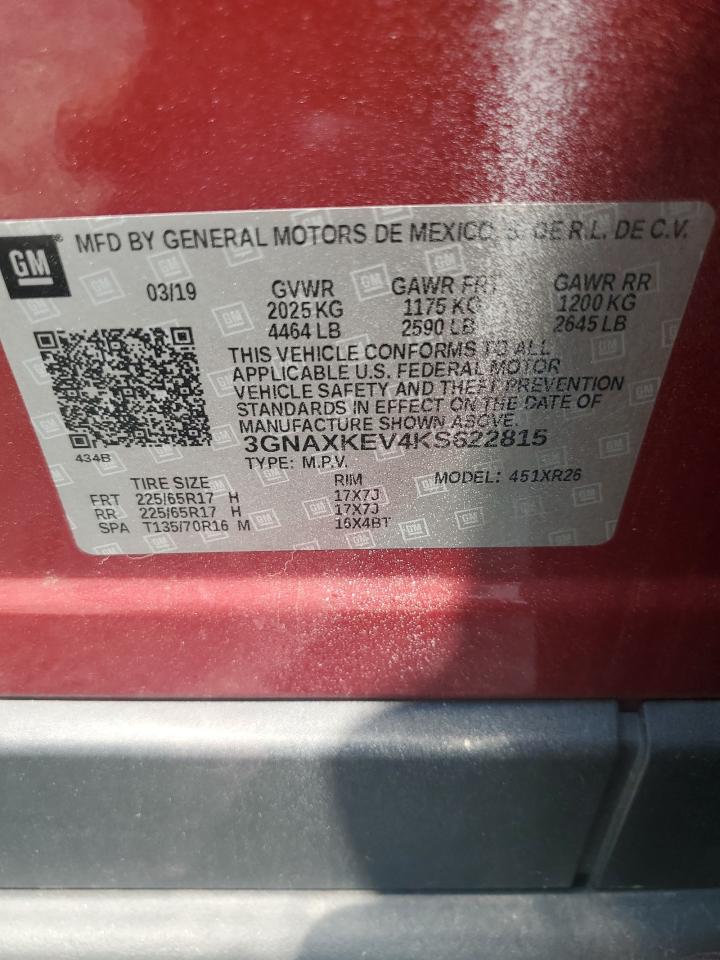 GM® MFD BY GENERAL MOTORS DE MEXICO, S. DE R.L. DE C.V.
03/19 GVWR GAWR FRT GAWR RR
2025 KG 1175 KG 1200 KG
4464 LB 2590 LB 2645 LB
THIS VEHICLE CONFORMS TO ALL
APPLICABLE U.S. FEDERAL MOTOR
VEHICLE SAFETY AND THEFT PREVENTION
STANDARDS IN EFFECT ON THE DATE OF
MANUFACTURE SHOWN ABOVE.
434B 3GNAXKEV4KS622815
TYPE: M.P.V. MODEL: 451XR26
TIRE SIZE RIM
FRT 225/65R17 H 17X7J
RR 225/65R17 H 17X7J
SPA T135/70R16 M 16X4BT